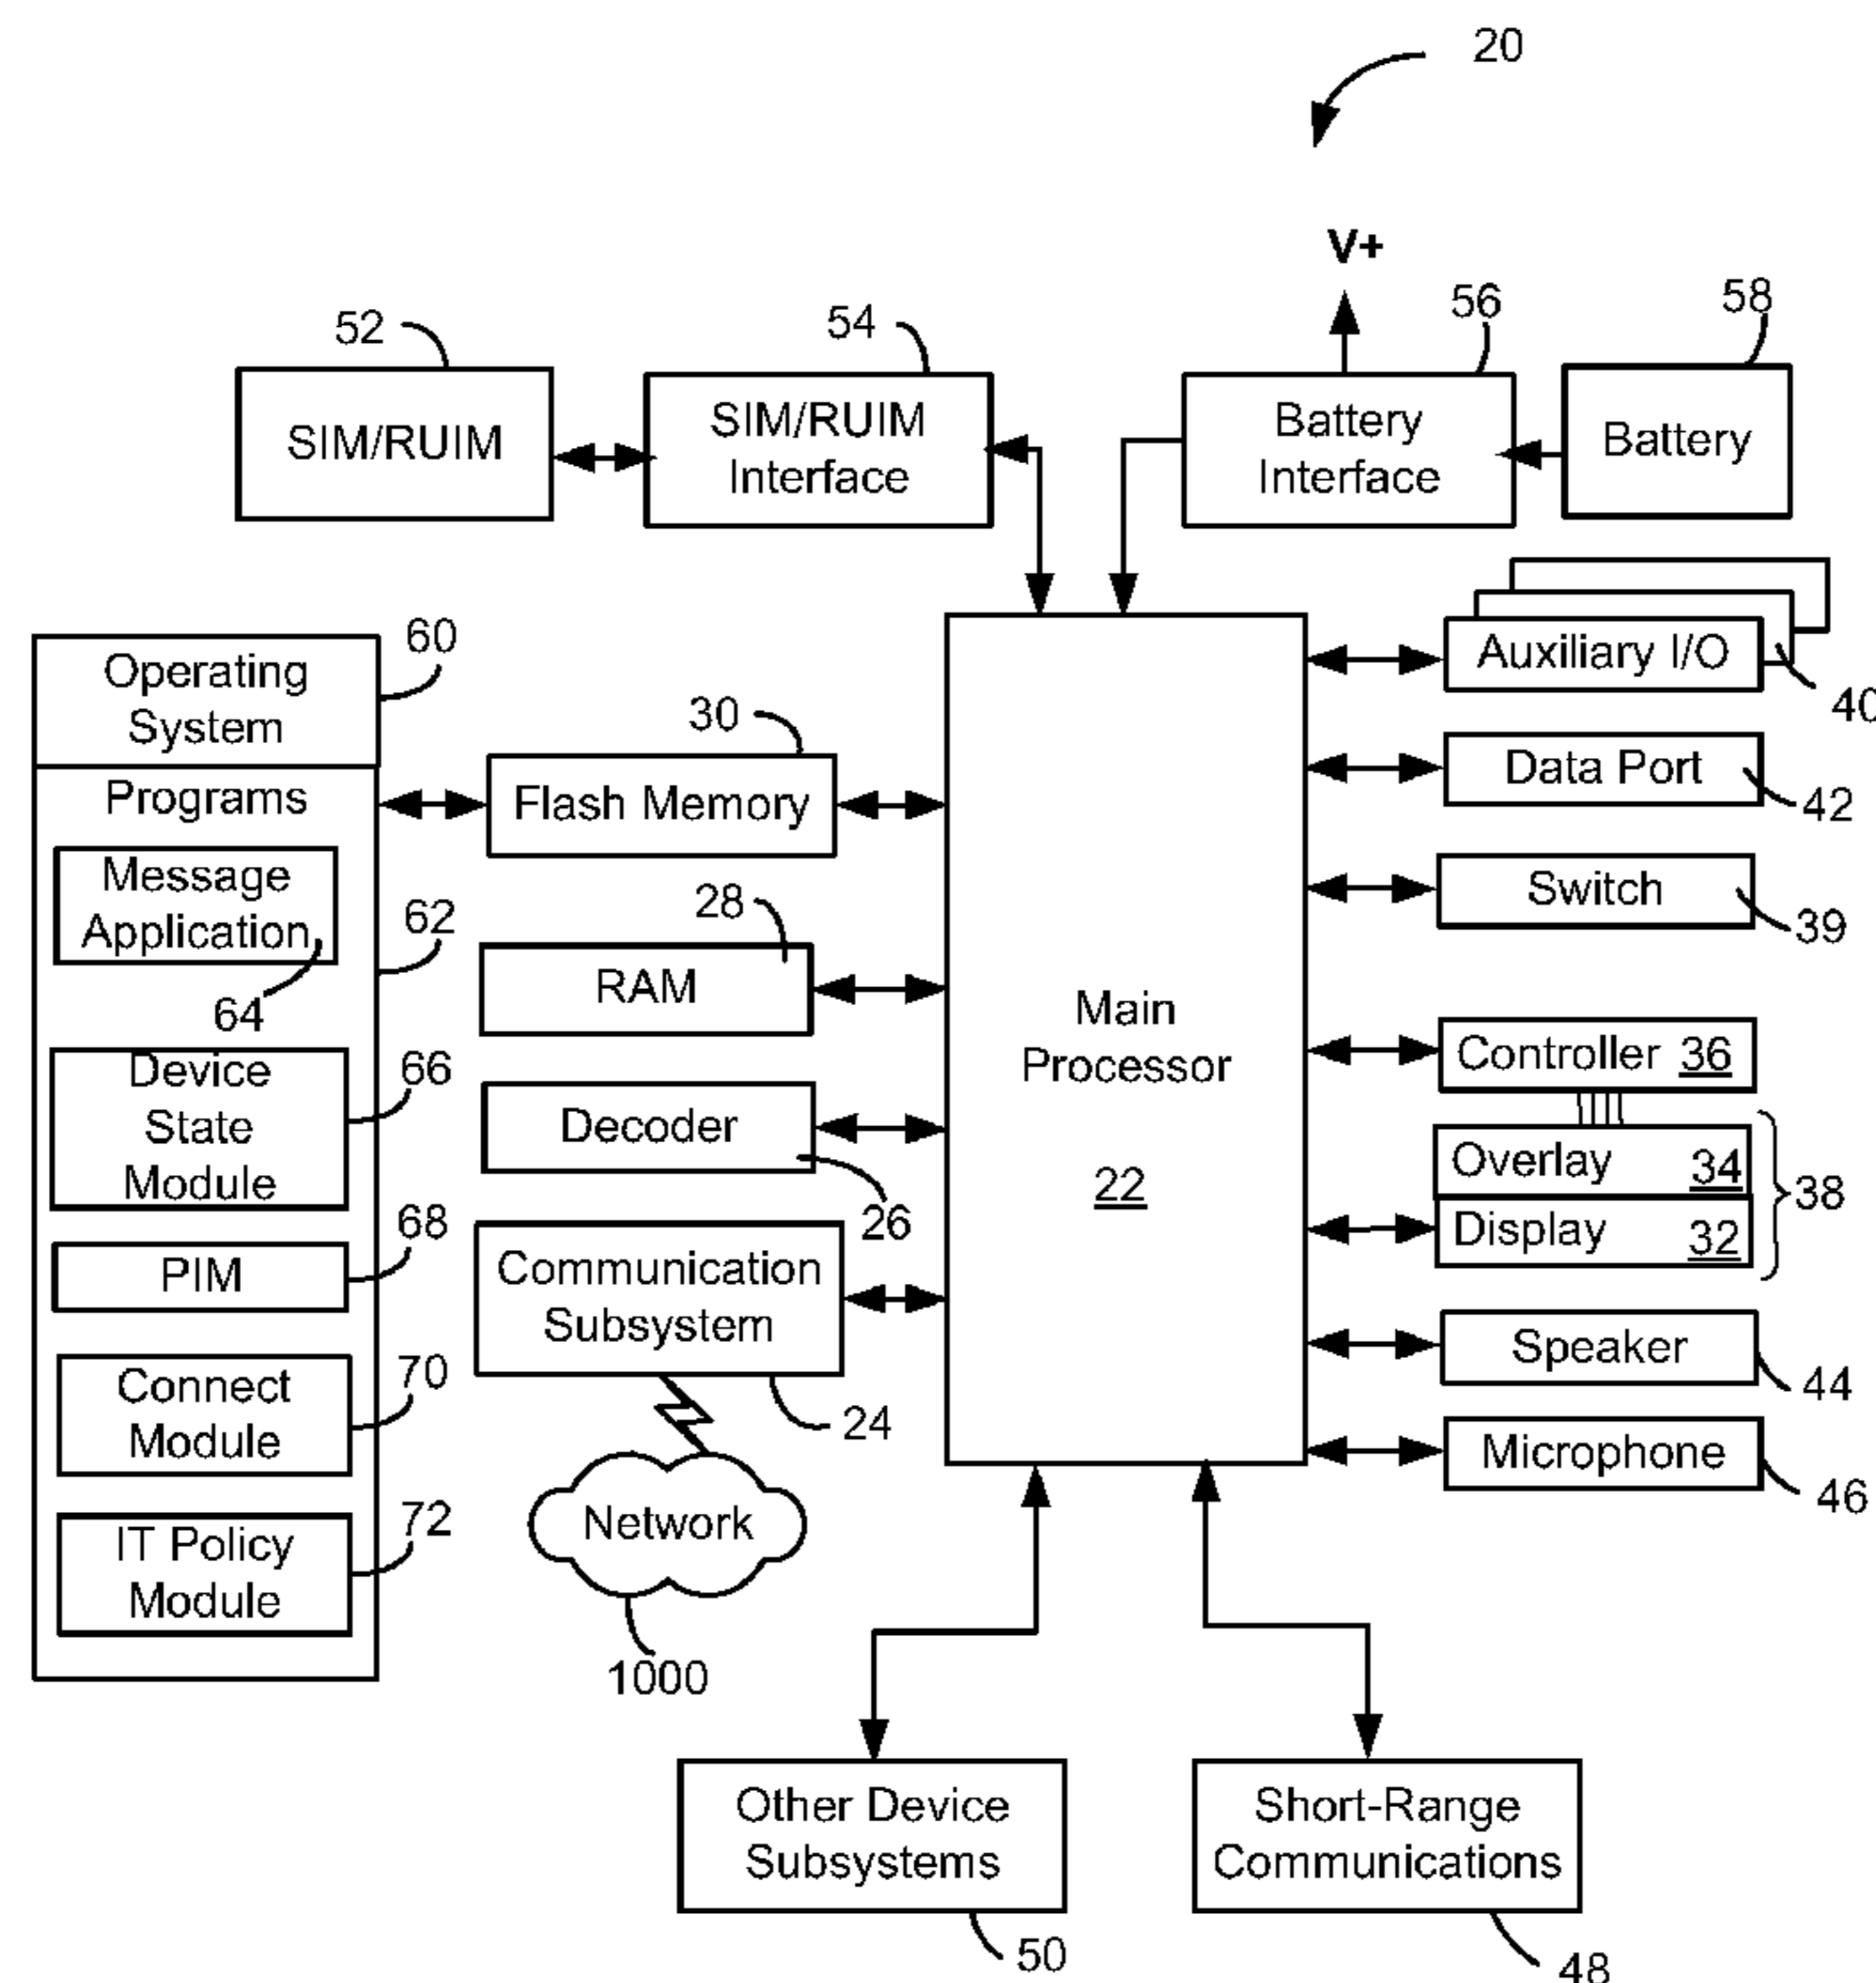 20
V+
52
54
56
58
SIM/RUIM
SIM/RUIM
Interface
Battery
Interface
Battery
60
Operating
System
Programs
Message
Application
64
62
Device
State
Module
66
PIM
68
Connect
Module
70
IT Policy
Module
72
30
Flash Memory
28
RAM
Decoder
26
Communication
Subsystem
24
Network
1000
Main
Processor
22
Auxiliary I/O
40
Data Port
42
Switch
39
Controller 36
Overlay 34
Display 32
38
Speaker
44
Microphone
46
Other Device
Subsystems
50
Short-Range
Communications
48